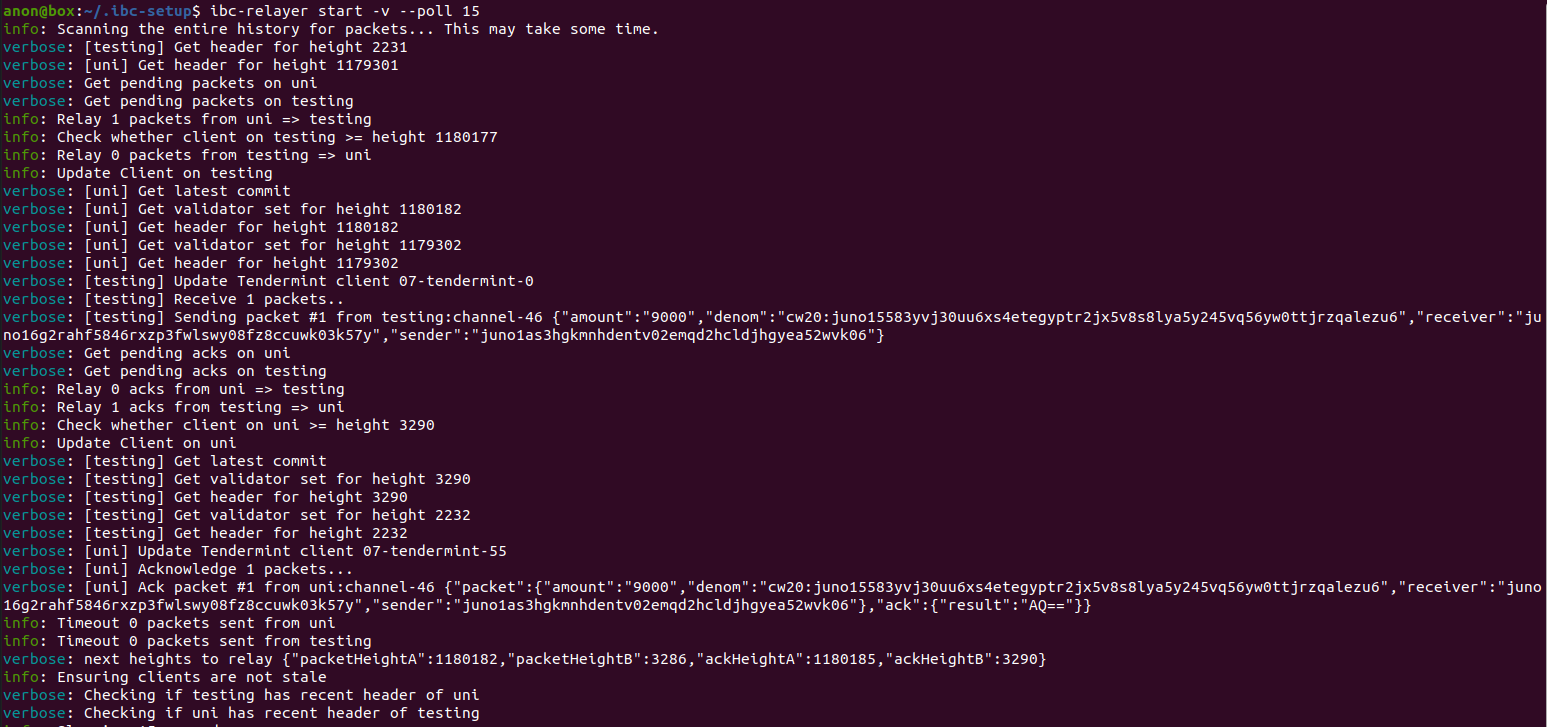 anon@box:~/.ibc-setup$ ibc-relayer start -v --poll 15
info: Scanning the entire history for packets... This may take some time.
verbose: [testing] Get header for height 2231
verbose: [uni] Get header for height 1179301
verbose: Get pending packets on uni
verbose: Get pending packets on testing
info: Relay 1 packets from uni => testing
info: Check whether client on testing >= height 1180177
info: Relay 0 packets from testing => uni
info: Update Client on testing
verbose: [uni] Get latest commit
verbose: [uni] Get validator set for height 1180182
verbose: [uni] Get header for height 1180182
verbose: [uni] Get validator set for height 1179302
verbose: [uni] Get header for height 1179302
verbose: [testing] Update Tendermint client 07-tendermint-0
verbose: [testing] Receive 1 packets..
verbose: [testing] Sending packet #1 from testing:channel-46 {"amount":"9000","denom":"cw20:juno15583yvj30uu6xs4etegyptr2jx5v8s8lya5y245vq56yw0ttjrzqalezu6","receiver":"ju
no16g2rahf5846rxzp3fwlswy08fz8ccuwk03k57y","sender":"juno1as3hgkmnhdentv02emqd2hcldjhgyea52wvk06"}
verbose: Get pending acks on uni
verbose: Get pending acks on testing
info: Relay 0 acks from uni => testing
info: Relay 1 acks from testing => uni
info: Check whether client on uni >= height 3290
info: Update Client on uni
verbose: [testing] Get latest commit
verbose: [testing] Get validator set for height 3290
verbose: [testing] Get header for height 3290
verbose: [testing] Get validator set for height 2232
verbose: [testing] Get header for height 2232
verbose: [uni] Update Tendermint client 07-tendermint-55
verbose: [uni] Acknowledge 1 packets...
verbose: [uni] Ack packet #1 from uni:channel-46 {"packet":{"amount":"9000","denom":"cw20:juno15583yvj30uu6xs4etegyptr2jx5v8s8lya5y245vq56yw0ttjrzqalezu6","receiver":"juno
16g2rahf5846rxzp3fwlswy08fz8ccuwk03k57y","sender":"juno1as3hgkmnhdentv02emqd2hcldjhgyea52wvk06"},"ack":{"result":"AQ=="}}
info: Timeout 0 packets sent from uni
info: Timeout 0 packets sent from testing
verbose: next heights to relay {"packetHeightA":1180182,"packetHeightB":3286,"ackHeightA":1180185,"ackHeightB":3290}
info: Ensuring clients are not stale
verbose: Checking if testing has recent header of uni
verbose: Checking if uni has recent header of testing